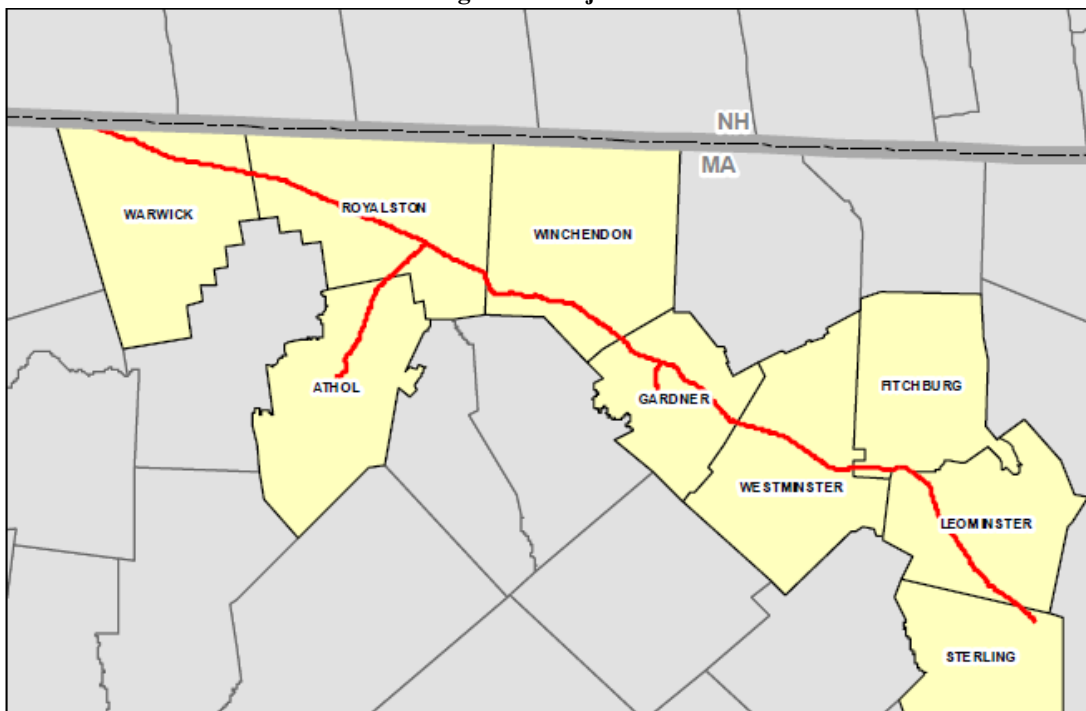 NH
MA
WARWICK
ROYALSTON
WINCHENDON
ATHOL
GARDNER
FITCHBURG
WESTMINSTER
LEOMINSTER
STERLING